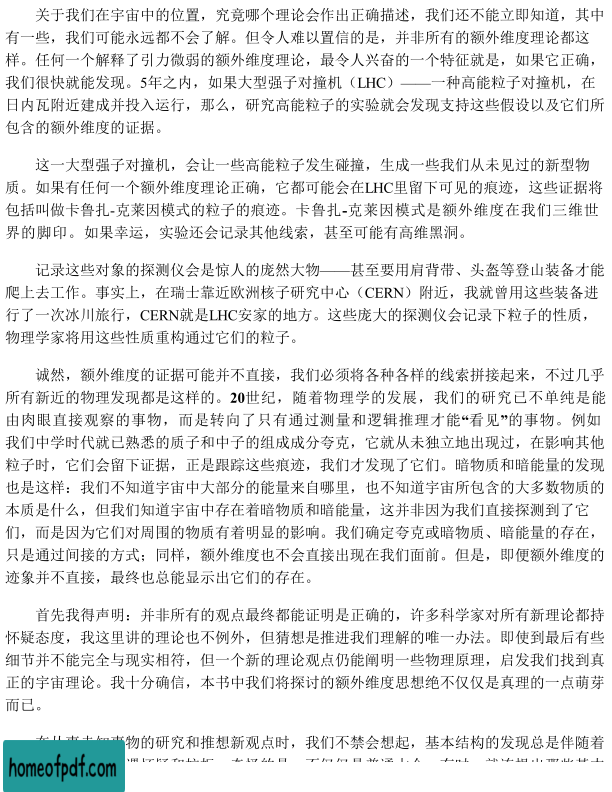 关于我们在宇宙中的位置，究竟哪个理论会作出正确描述，我们还不能立即知道，其中
有一些，我们可能永远都不会了解。但令人难以置信的是，并非所有的额外维度理论都这
样。任何一个解释了引力微弱的额外维度理论，最令人兴奋的一个特征就是，如果它正确，
我们很快就能发现。5年之内，如果大型强子对撞机（LHC）——一种高能粒子对撞机，在
日内瓦附近建成并投入运行，那么，研究高能粒子的实验就会发现支持这些假设以及它们所
包含的额外维度的证据。
这一大型强子对撞机，会让一些高能粒子发生碰撞，生成一些我们从未见过的新型物
质。如果有任何一个额外维度理论正确，它都可能会在LHC里留下可见的痕迹，这些证据将
包括叫做卡鲁扎-克莱因模式的粒子的痕迹。卡鲁扎-克莱因模式是额外维度在我们三维世
界的脚印。如果幸运，实验还会记录其他线索，甚至可能有高维黑洞。
记录这些对象的探测仪会是惊人的庞然大物——甚至要用肩背带、头盔等登山装备才能
爬上去工作。事实上，在瑞士靠近欧洲核子研究中心（CERN）附近，我就曾用这些装备进
行了一次冰川旅行，CERN就是LHC安家的地方。这些庞大的探测仪会记录下粒子的性质，
物理学家将用这些性质重构通过它们的粒子。
诚然，额外维度的证据可能并不直接，我们必须将各种各样的线索拼接起来，不过几乎
所有新近的物理发现都是这样的。20世纪，随着物理学的发展，我们的研究已不单纯是能
由肉眼直接观察的事物，而是转向了只有通过测量和逻辑推理才能“看见”的事物。例如
我们中学时代就已熟悉的质子和中子的组成成分夸克，它就从未独立地出现过，在影响其他
粒子时，它们会留下证据，正是跟踪这些痕迹，我们才发现了它们。暗物质和暗能量的发现
也是这样：我们不知道宇宙中大部分的能量来自哪里，也不知道宇宙所包含的大多数物质的
本质是什么，但我们知道宇宙中存在着暗物质和暗能量，这并非因为我们直接探测到了它
们，而是因为它们对周围的物质有着明显的影响。我们确定夸克或暗物质、暗能量的存在，
只是通过间接的方式；同样，额外维度也不会直接出现在我们面前。但是，即便额外维度的
迹象并不直接，最终也总能显示出它们的存在。
首先我得声明：并非所有的观点最终都能证明是正确的，许多科学家对所有新理论都持
怀疑态度，我这里讲的理论也不例外，但猜想是推进我们理解的唯一办法。即使到最后有些
细节并不能完全与现实相符，但一个新的理论观点仍能阐明一些物理原理，启发我们找到真
正的宇宙理论。我十分确信，本书中我们将探讨的额外维度思想绝不仅仅是真理的一点萌芽
而已。
物的研究和推想新观点时，我们不禁会想起，基本结构的发现总是伴随着
homeofpdf.com